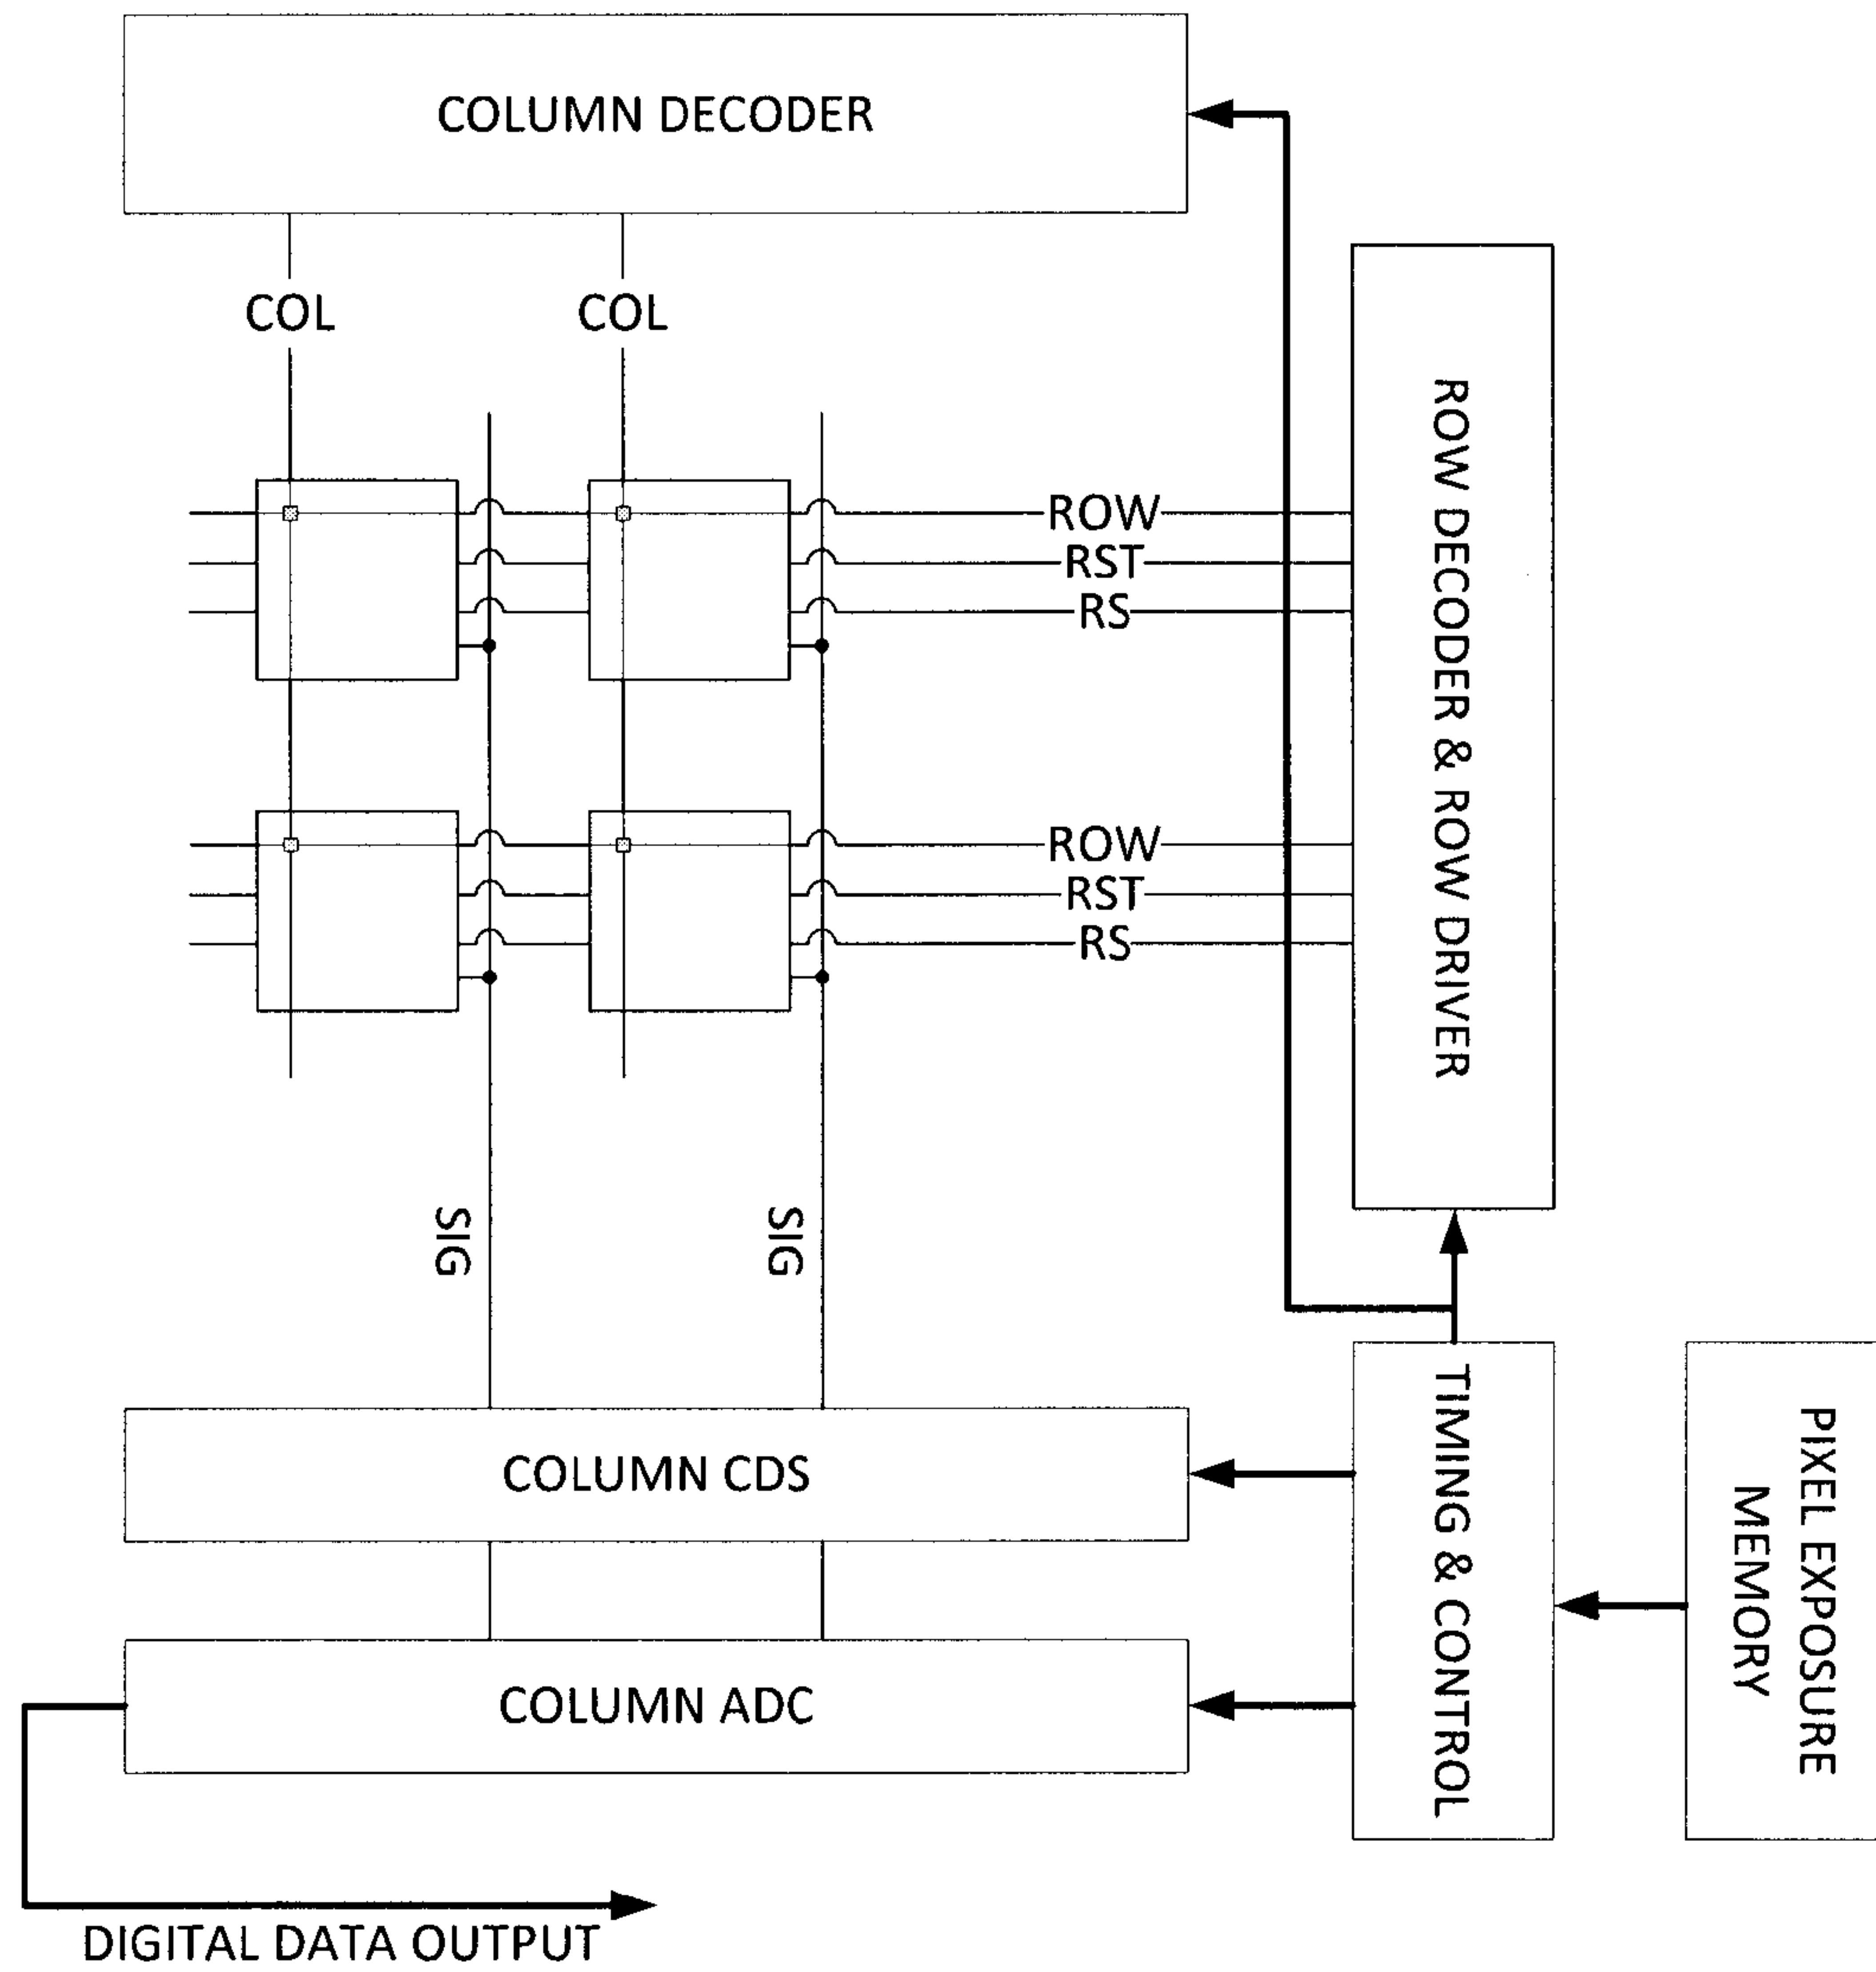 COLUMN DECODER
COL
COL
ROW DECODER & ROW DRIVER
ROW
RST
RS
ROW
RST
RS
SIG
SIG
COLUMN CDS
TIMING & CONTROL
PIXEL EXPOSURE
MEMORY
COLUMN ADC
DIGITAL DATA OUTPUT